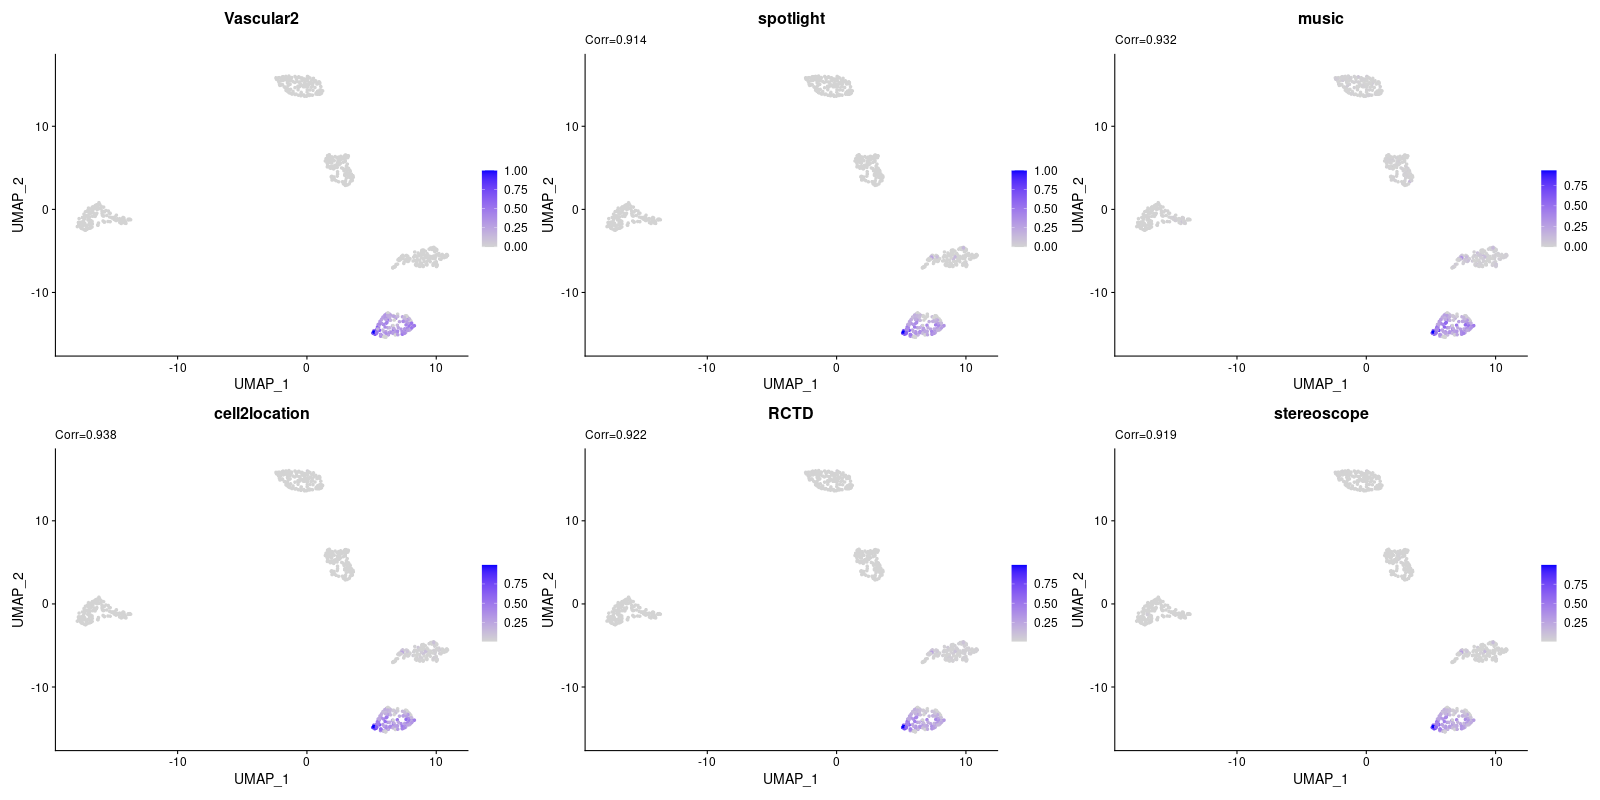 Vascular2
10
0
-10
UMAP_2
-10
0
10
UMAP_1
1.00
0.75
0.50
0.25
0.00
spotlight
Corr=0.914
10
0
-10
UMAP_2
-10
0
10
UMAP_1
1.00
0.75
0.50
0.25
0.00
music
Corr=0.932
10
0
-10
UMAP_2
-10
0
10
UMAP_1
0.75
0.50
0.25
0.00
cell2location
Corr=0.938
10
0
-10
UMAP_2
-10
0
10
UMAP_1
0.75
0.50
0.25
RCTD
Corr=0.922
10
0
-10
UMAP_2
-10
0
10
UMAP_1
0.75
0.50
0.25
stereoscope
Corr=0.919
10
0
-10
UMAP_2
-10
0
10
UMAP_1
0.75
0.50
0.25